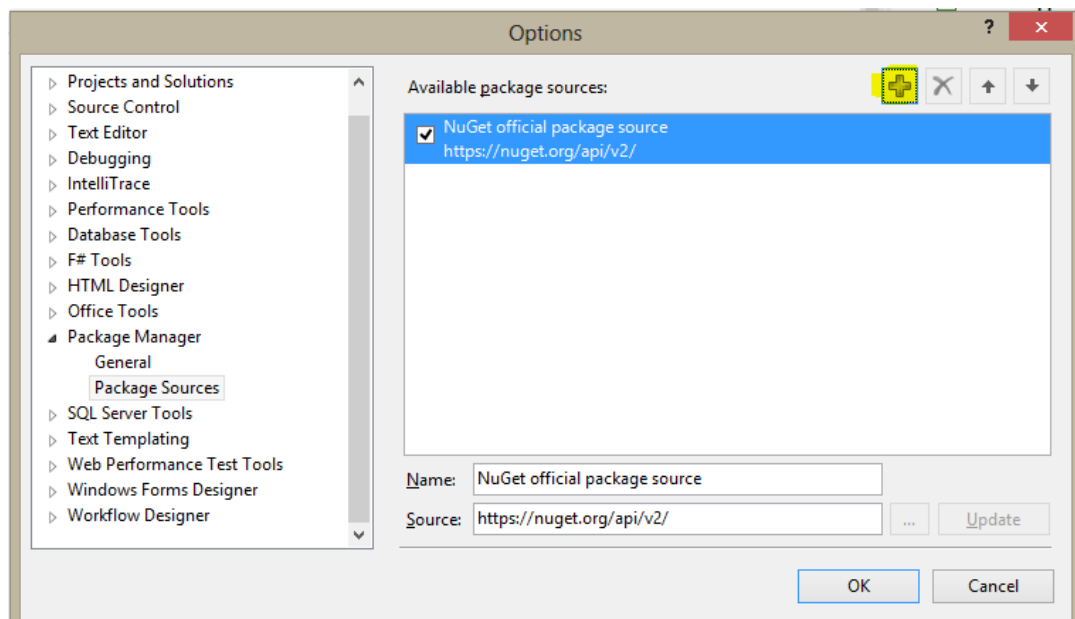 Options
?
Projects and Solutions
Source Control
Text Editor
Debugging
IntelliTrace
Performance Tools
Database Tools
F# Tools
HTML Designer
Office Tools
Package Manager
General
Package Sources
SQL Server Tools
Text Templating
Web Performance Test Tools
Windows Forms Designer
Workflow Designer
Available package sources:
NuGet official package source
https://nuget.org/api/v2/
Name: NuGet official package source
Source: https://nuget.org/api/v2/ ... Update
OK Cancel